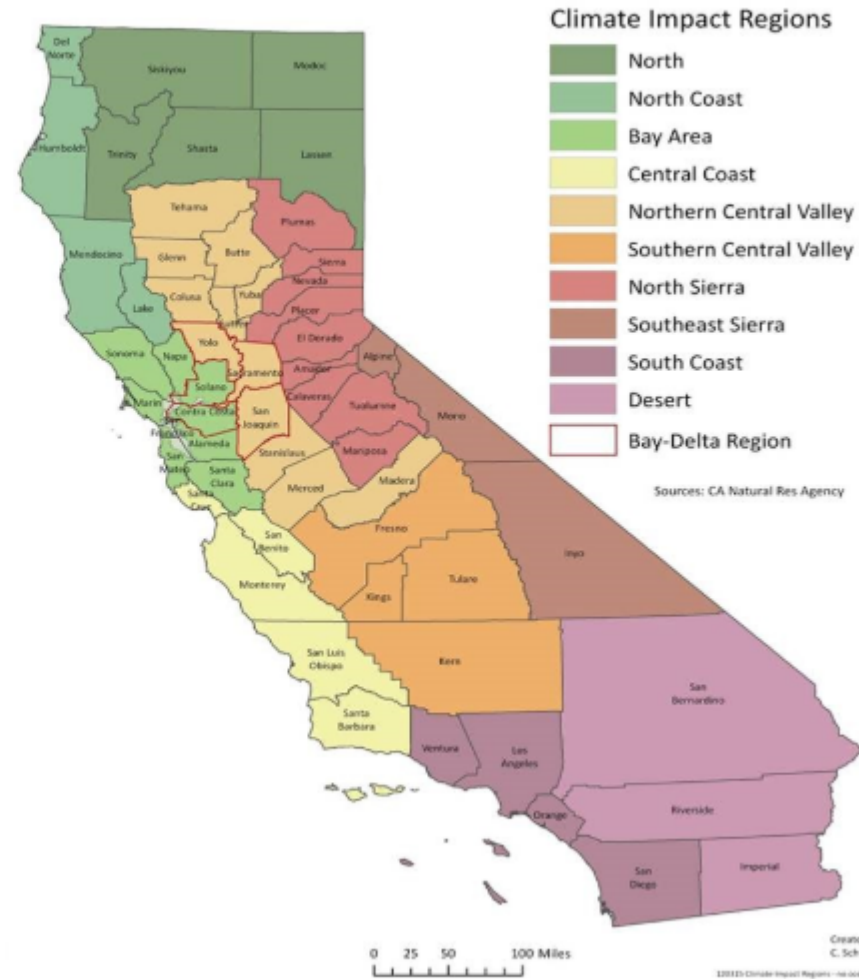 Climate Impact Regions
North
North Coast
Bay Area
Central Coast
Northern Central Valley
Southern Central Valley
North Sierra
Southeast Sierra
South Coast
Desert
Bay-Delta Region
Sources: CA Natural Res Agency
Del
Norte
Siskiyou
Modoc
Humboldt
Trinity
Shasta
Lassen
Tehama
Plumas
Mendocino
Glenn
Butte
Sierra
Lake
Colusa
Yuba
Nevada
Placer
Sonoma
Napa
Yolo
El Dorado
Alpine
Sacramento
Amador
Solano
Marin
Contra Costa
San
Joaquin
Calaveras
Tuolumne
Mono
Alameda
San
Mateo
Santa
Clara
Stanislaus
Mariposa
Santa
Cruz
Merced
Madera
San
Benito
Fresno
Inyo
Monterey
Kings
Tulare
San Luis
Obispo
Kern
San
Bernardino
Santa
Barbara
Ventura
Los
Angeles
Orange
Riverside
San
Diego
Imperial
0 25 50 100 Miles
Create
C. Sch